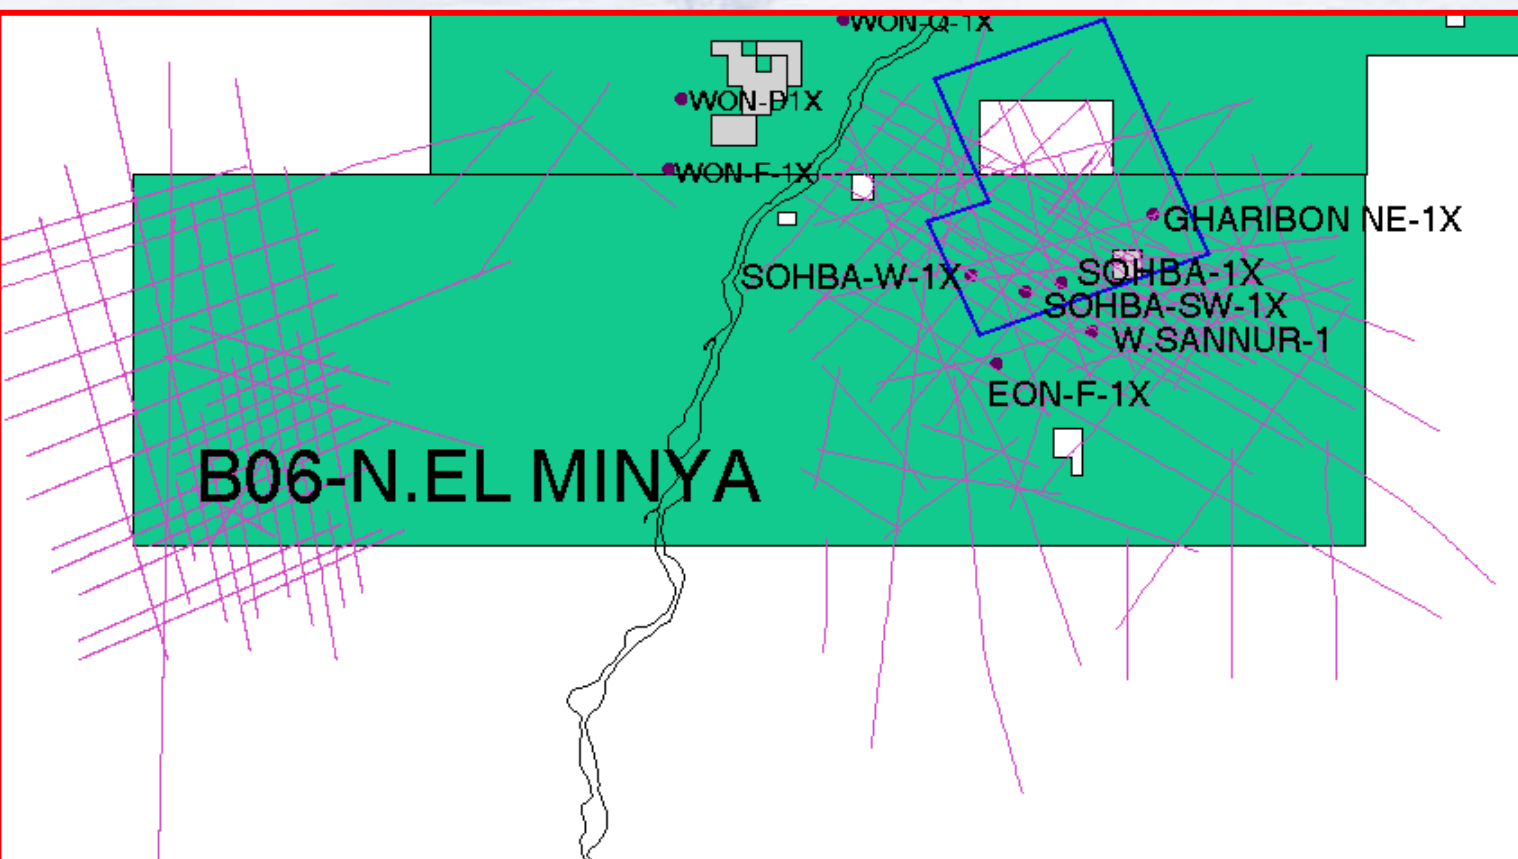 WON-Q-1X
WON-D1X
WON-F-1X
GHARIBON NE-1X
SOHBA-W-1X
SOHBA-1X
SOHBA-SW-1X
W.SANNUR-1
EON-F-1X
B06-N.EL MINYA